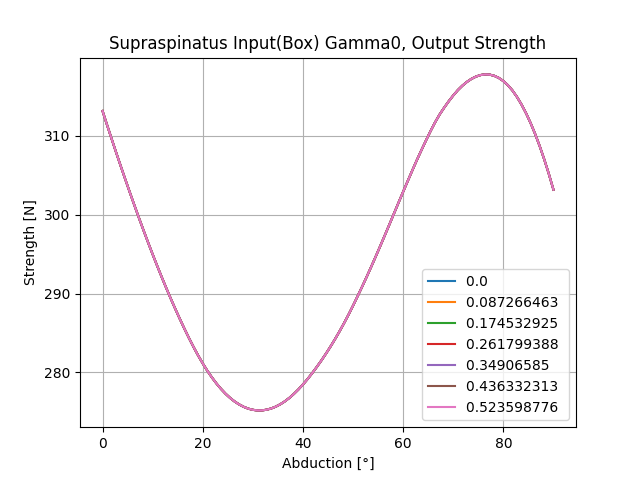 Supraspinatus Input(Box) Gamma0, Output Strength
310
300
290
280
Strength [N]
0.0
0.087266463
0.174532925
0.261799388
0.34906585
0.436332313
0.523598776
0 20 40 60 80
Abduction [°]